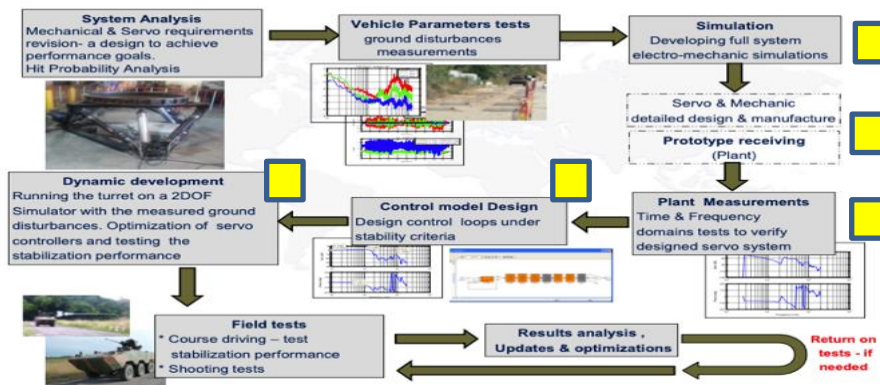 System Analysis
Mechanical & Servo requirements
revision- a design to achieve
performance goals.
Hit Probability Analysis
Vehicle Parameters tests
ground disturbances
measurements
Simulation
Developing full system
electro-mechanic simulations
Servo & Mechanic
detailed design & manufacture
Prototype receiving
(Plant)
Plant Measurements
Time & Frequency
domains tests to verify
designed servo system
Control model Design
Design control loops under
stability criteria
Dynamic development
Running the turret on a 2DOF
Simulator with the measured ground
disturbances. Optimization of servo
controllers and testing the
stabilization performance
Field tests
* Course driving – test
stabilization performance
* Shooting tests
Results analysis ,
Updates & optimizations
Return on
tests - if
needed